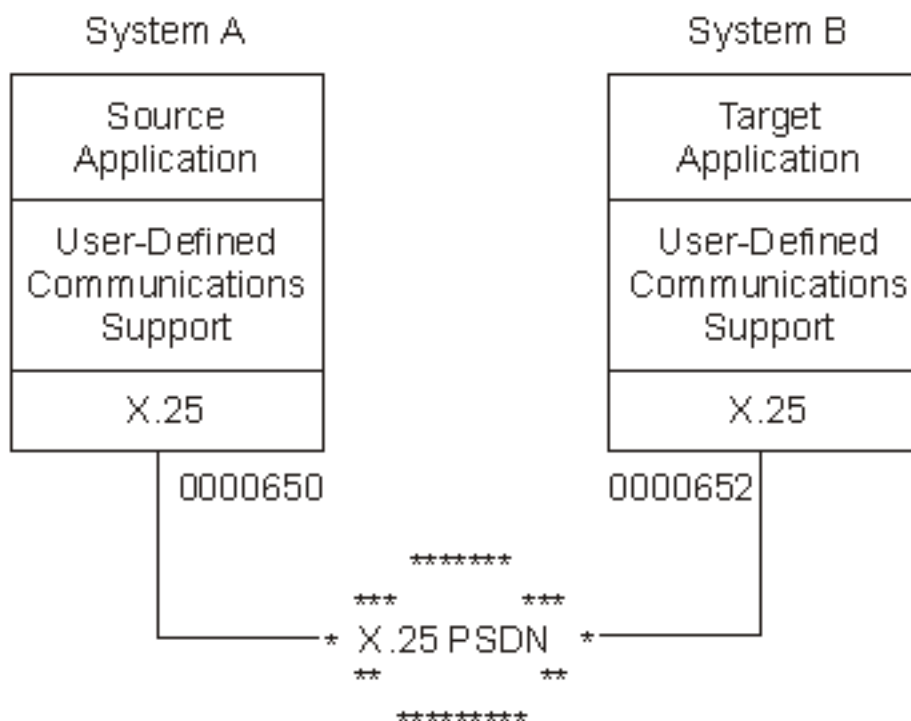 System A
System B
Source
Application
Target
Application
User-Defined
Communications
Support
User-Defined
Communications
Support
X.25
X.25
0000650
0000652
*******
*** ***
* X.25 PSDN *
** **
*********